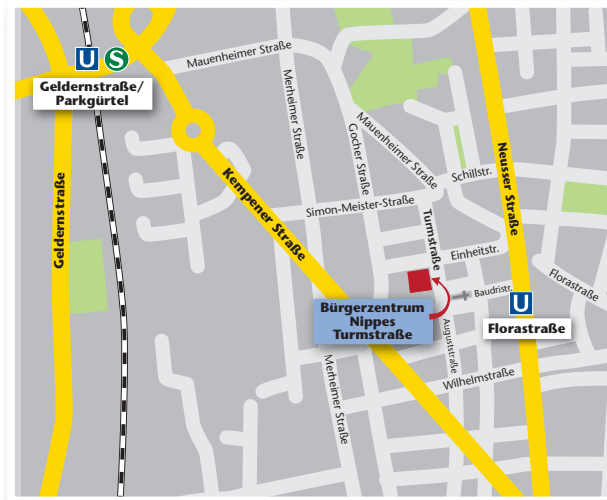 U S
Geldernstraße/
Parkgürtel
Mauenheimer Straße
Merheimer Straße
Gocher Straße
Mauenheimer Straße
Neusser Straße
Schillstr.
Kempener Straße
Simon-Meister-Straße
Turmstraße
Geldernstraße
Einheitstr.
Florastraße
Baudristr.
Bürgerzentrum
Nippes
Turmstraße
U
Florastraße
Auguststraße
Merheimer Straße
Wilhelmstraße